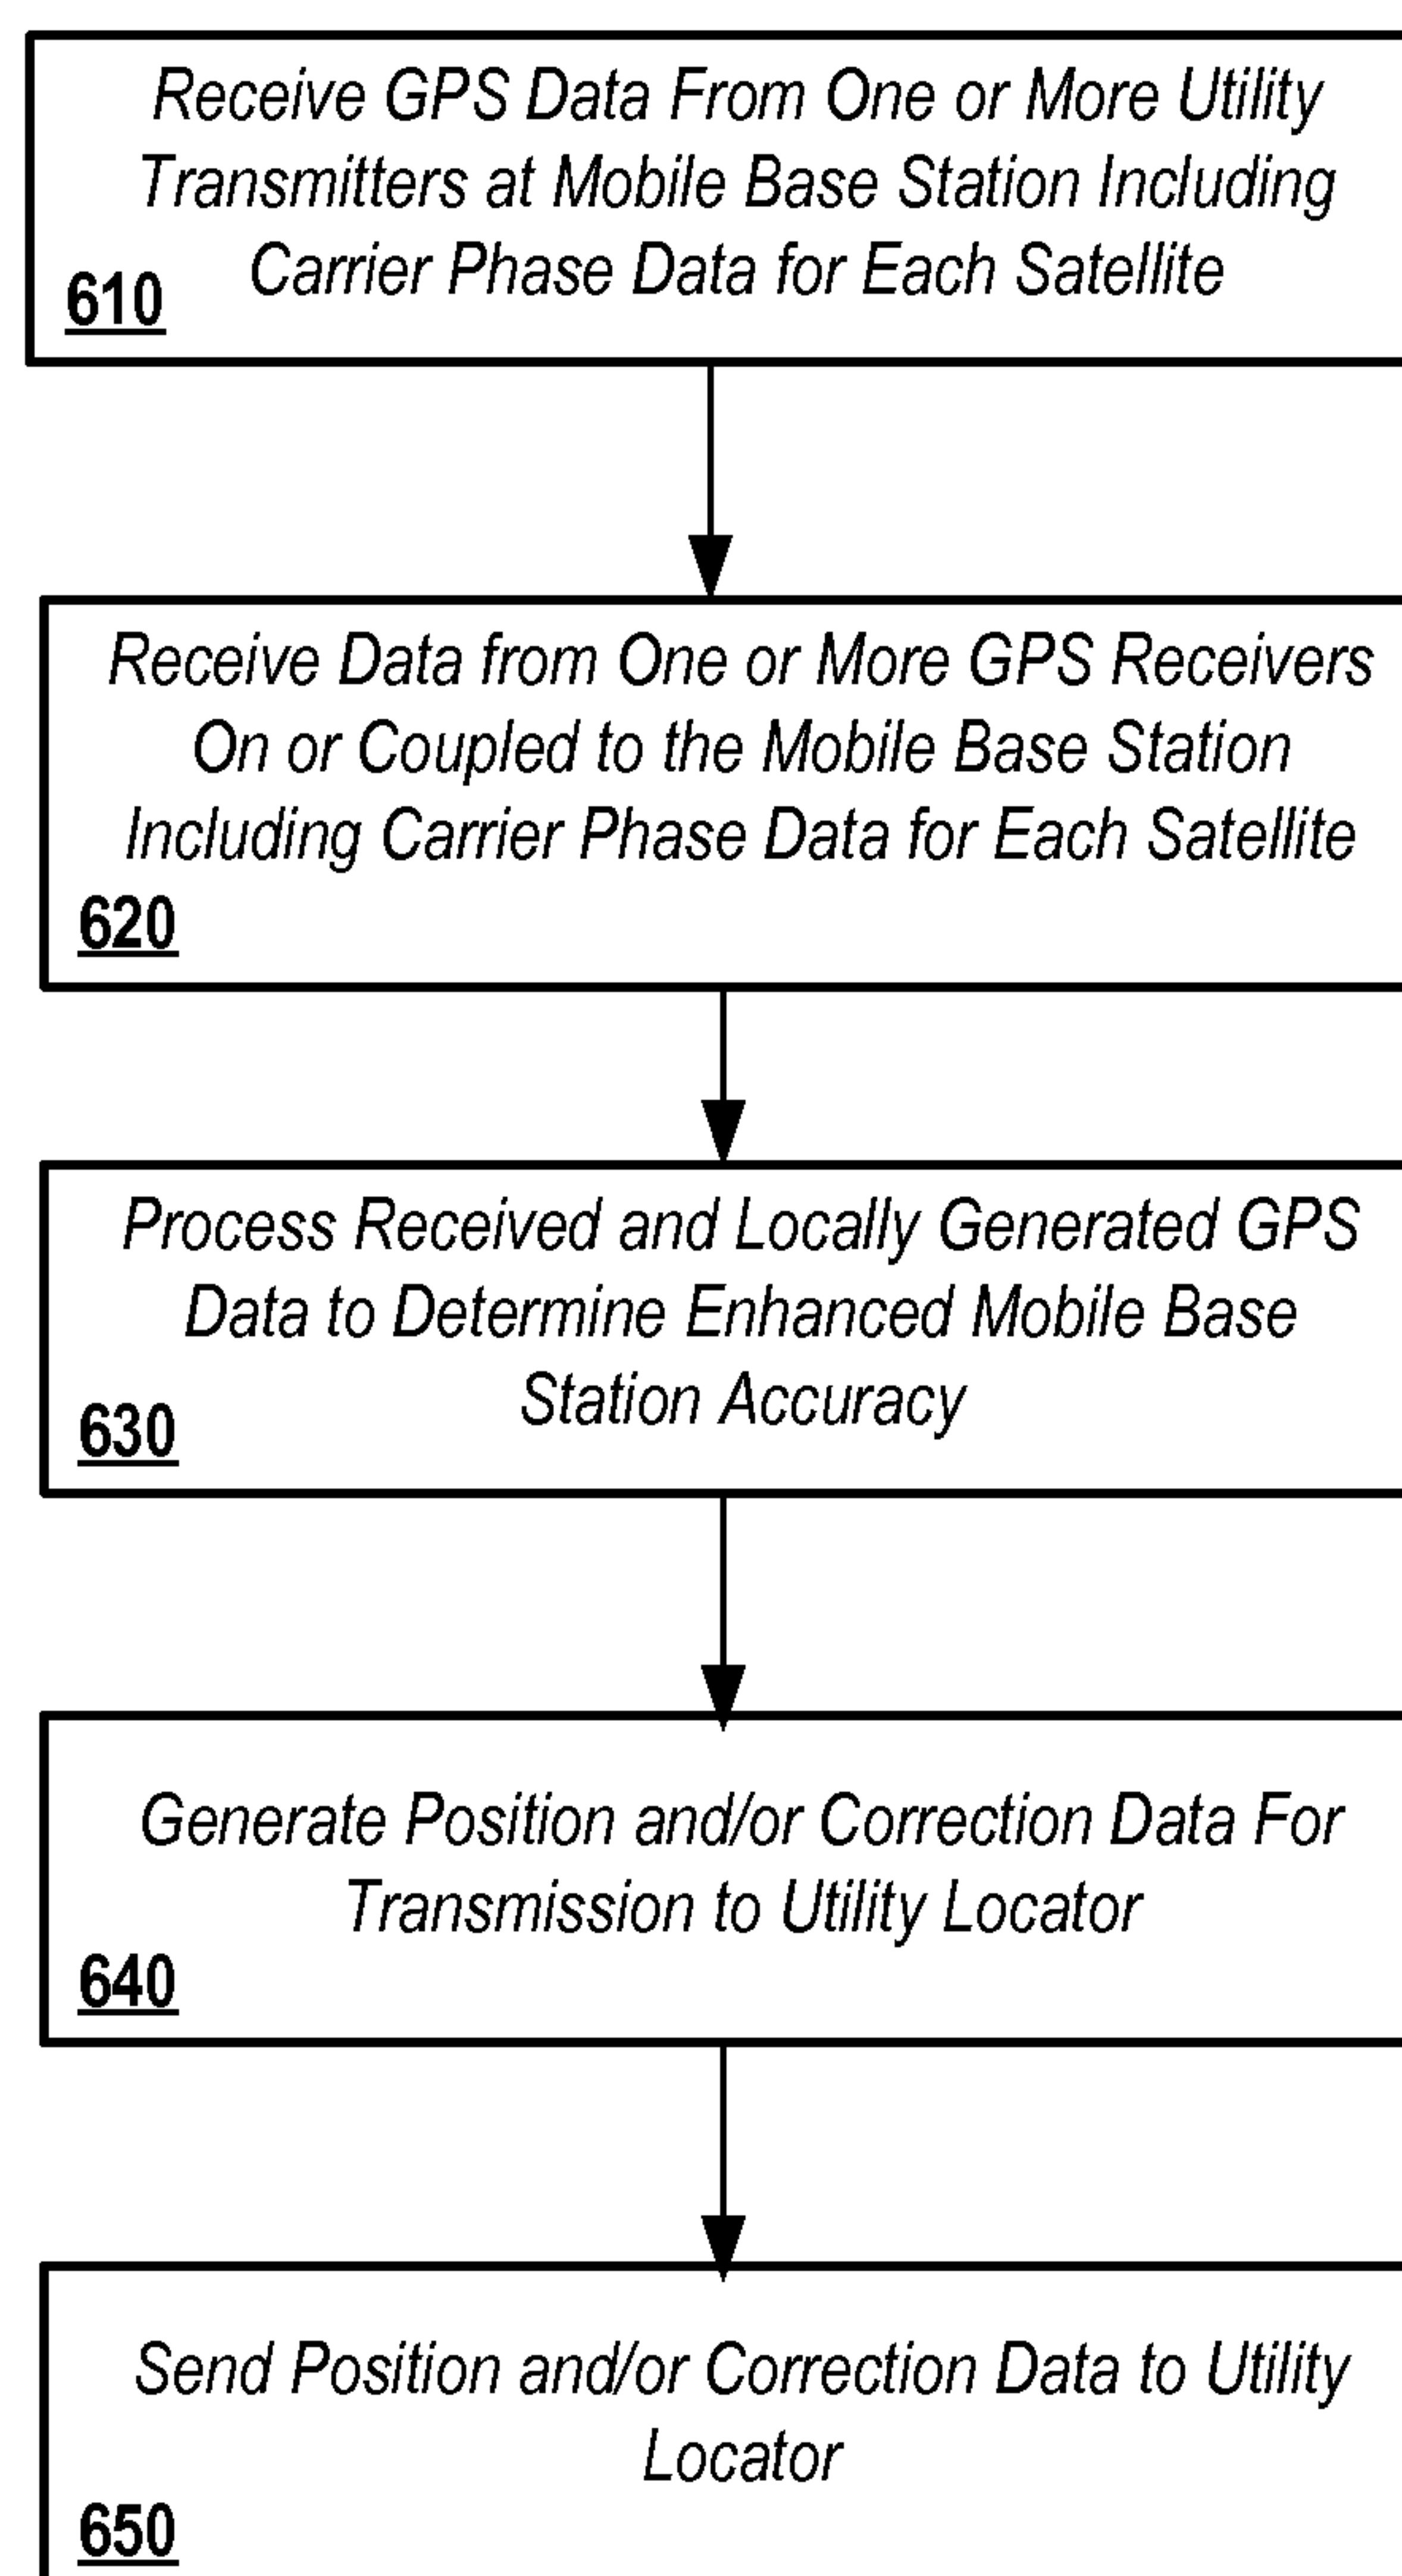 Receive GPS Data From One or More Utility
Transmitters at Mobile Base Station Including
Carrier Phase Data for Each Satellite
610
Receive Data from One or More GPS Receivers
On or Coupled to the Mobile Base Station
Including Carrier Phase Data for Each Satellite
620
Process Received and Locally Generated GPS
Data to Determine Enhanced Mobile Base
Station Accuracy
630
Generate Position and/or Correction Data For
Transmission to Utility Locator
640
Send Position and/or Correction Data to Utility
Locator
650